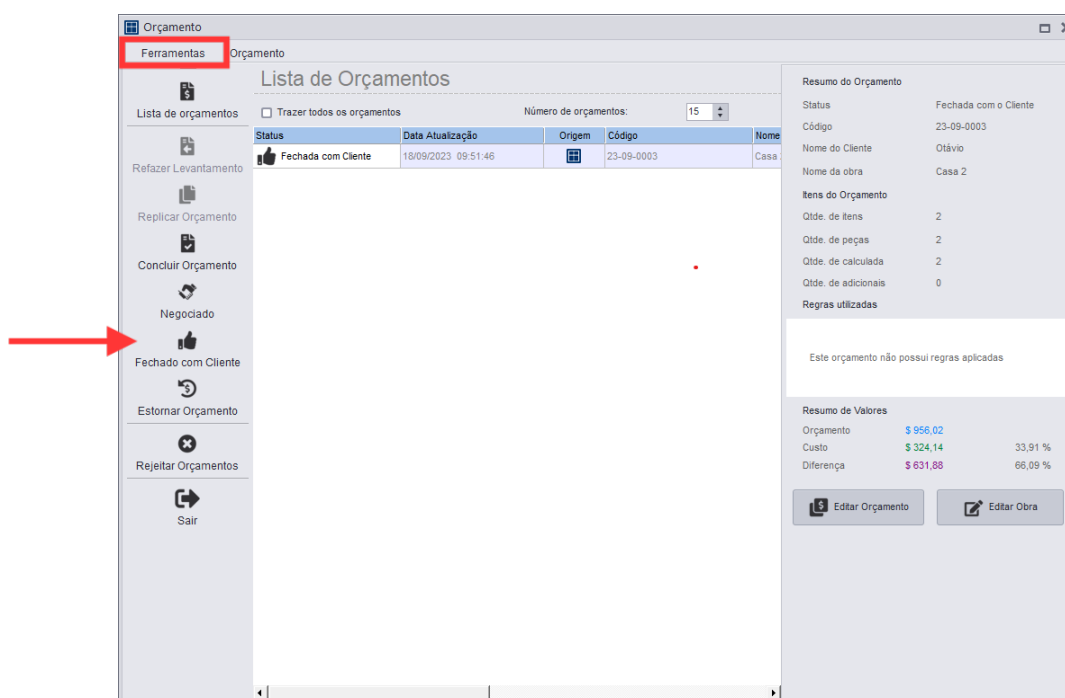 Orçamento
Ferramentas Orçamento
Lista de orçamentos
Refazer Levantamento
Replicar Orçamento
Concluir Orçamento
Negociado
Fechado com Cliente
Estornar Orçamento
Rejeitar Orçamentos
Sair
Lista de Orçamentos
Trazer todos os orçamentos Número de orçamentos: 15
Status Data Atualização Origem Código Nome
Fechada com Cliente 18/09/2023 09:51:46 23-09-0003 Casa
Resumo do Orçamento
Status Fechada com o Cliente
Código 23-09-0003
Nome do Cliente Otávio
Nome da obra Casa 2
Itens do Orçamento
Qtde. de itens 2
Qtde. de peças 2
Qtde. de calculada 2
Qtde. de adicionais 0
Regras utilizadas
Este orçamento não possui regras aplicadas
Resumo de Valores
Orçamento $ 956,02
Custo $ 324,14 33,91 %
Diferença $ 631,88 66,09 %
Editar Orçamento Editar Obra